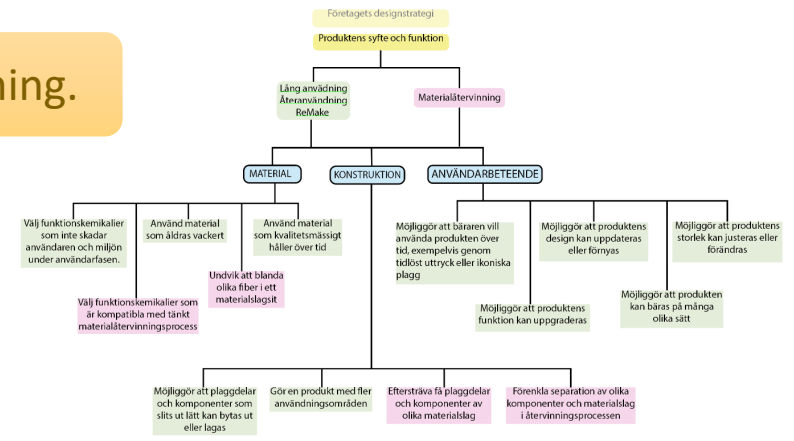 ning.
Företagets designstrategi
Produktens syfte och funktion
Lång anvädning
Återanvändning
ReMake
Materialåtervinning
MATERIAL
KONSTRUKTION
ANVÄNDARBETEENDE
Välj funktionskemikalier
som inte skadar
användaren och miljön
under användarfasen.
Använd material
som åldras vackert
Använd material
som kvalitetsmässigt
håller över tid
Välj funktionskemikalier som
är kompatibla med tänkt
materialåtervinningsprocess
Undvik att blanda
olika fiber i ett
materialslagsit
Möjliggör att bäraren vill
använda produkten över
tid, exempelvis genom
tidlöst uttryck eller ikoniska
plagg
Möjliggör att produktens
design kan uppdateras
eller förnyas
Möjliggör att produktens
storlek kan justeras eller
förändras
Möjliggör att produktens
funktion kan uppgraderas
Möjliggör att produkten
kan bäras på många
olika sätt
Möjliggör att plaggdelar
och komponenter som
slits ut lätt kan bytas ut
eller lagas
Gör en produkt med fler
användningsområden
Eftersträva få plaggdelar
och komponenter av
olika materialslag
Förenkla separation av olika
komponenter och materialslag
i återvinningsprocessen